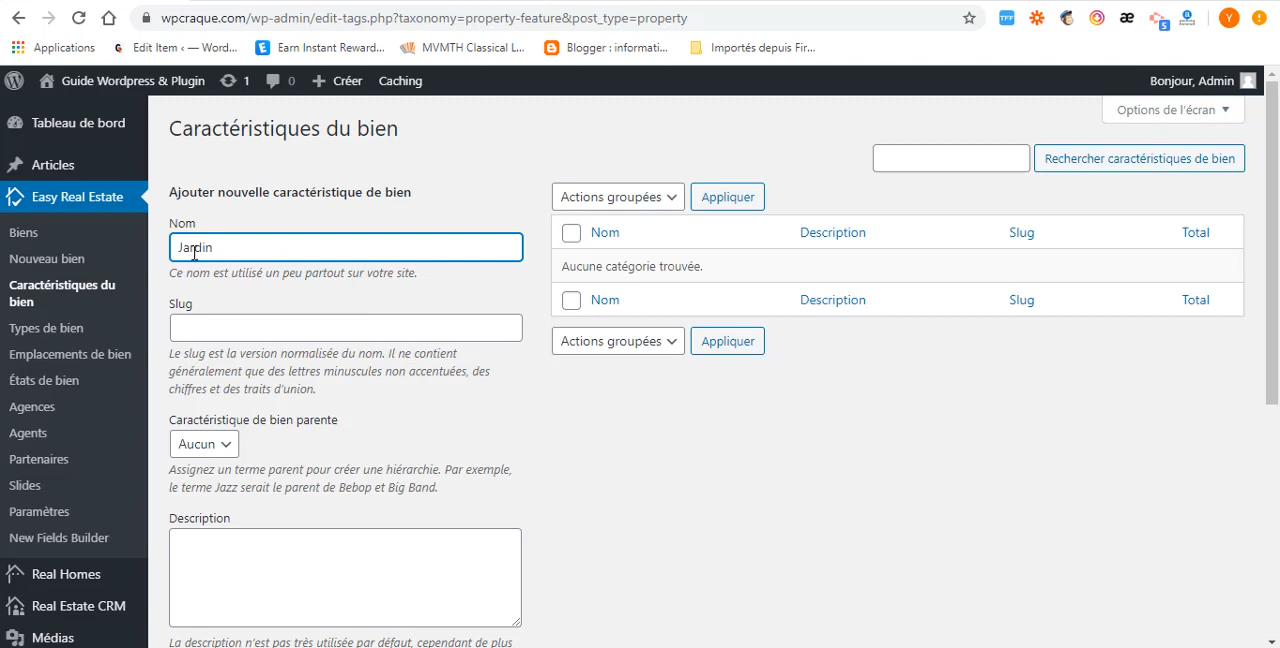 wpcraque.com/wp-admin/edit-tags.php?taxonomy=property-feature&post_type=property
TFF
æ
5
Y
Applications
G
Edit Item ‹ — Word...
Earn Instant Reward...
MVMTH Classical L...
Blogger : informati...
Importés depuis Fir...
Guide Wordpress & Plugin
1
0
Créer
Caching
Bonjour, Admin
Options de l'écran
Tableau de bord
Articles
Easy Real Estate
Biens
Nouveau bien
Caractéristiques du
bien
Types de bien
Emplacements de bien
États de bien
Agences
Agents
Partenaires
Slides
Paramètres
New Fields Builder
Real Homes
Real Estate CRM
Médias
Caractéristiques du bien
Rechercher caractéristiques de bien
Ajouter nouvelle caractéristique de bien
Nom
Jardin
Ce nom est utilisé un peu partout sur votre site.
Slug
Le slug est la version normalisée du nom. Il ne contient
généralement que des lettres minuscules non accentuées, des
chiffres et des traits d'union.
Caractéristique de bien parente
Aucun
Assignez un terme parent pour créer une hiérarchie. Par exemple,
le terme Jazz serait le parent de Bebop et Big Band.
Description
La description n'est pas très utilisée par défaut, cependant de plus
Actions groupées
Appliquer
Nom Description Slug Total
Aucune catégorie trouvée.
Nom Description Slug Total
Actions groupées
Appliquer